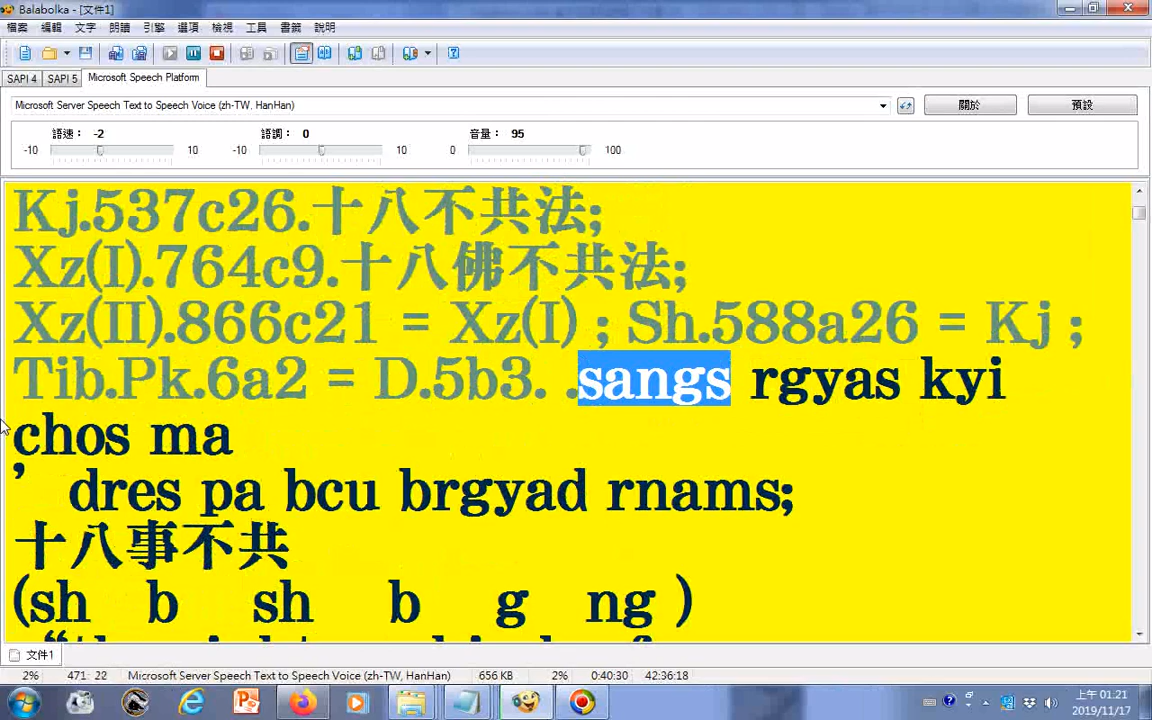 Balabolka - [文件1]
檔案 編輯 文字 朗讀 引擎 選項 檢視 工具 書籤 說明
SAPI 4 SAPI 5 Microsoft Speech Platform
Microsoft Server Speech Text to Speech Voice (zh-TW, HanHan)
關於 預設
語速： -2 語調： 0 音量： 95
-10 10 -10 10 0 100
Kj.537c26.十八不共法;
Xz(I).764c9.十八佛不共法;
Xz(II).866c21 = Xz(I) ; Sh.588a26 = Kj ;
Tib.Pk.6a2 = D.5b3. .sangs rgyas kyi
chos ma
’ dres pa bcu brgyad rnams;
十八事不共
(sh b sh b g ng )
文件1
2% 471: 22 Microsoft Server Speech Text to Speech Voice (zh-TW, HanHan) 656 KB 2% 0:40:30 42:36:18
上午 01:21
2019/11/17